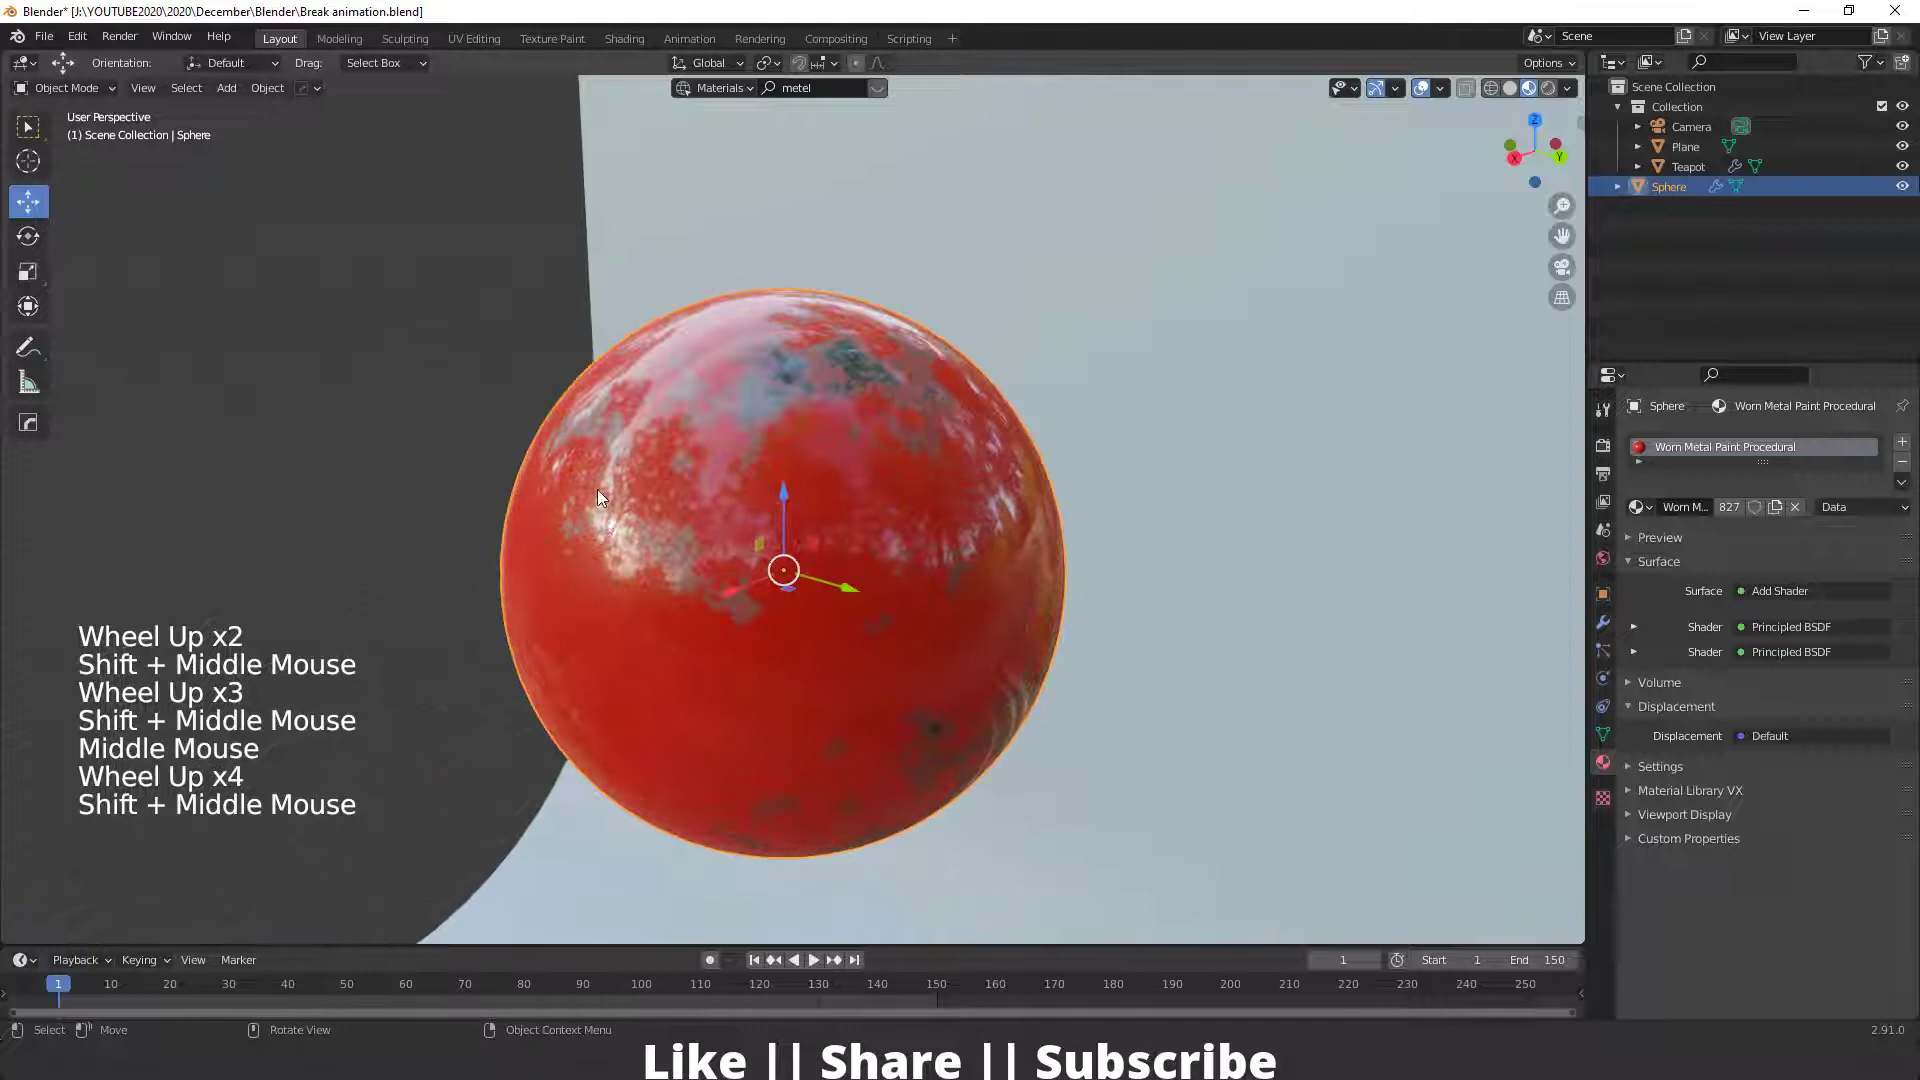 Blender* [J:\YOUTUBE2020\2020\December\Blender\Break animation.blend]
File Edit Render Window Help Layout Modeling Sculpting UV Editing Texture Paint Shading Animation Rendering Compositing Scripting + Scene View Layer
Orientation: Default Drag: Select Box Global Options
Object Mode View Select Add Object Materials metel
User Perspective
(1) Scene Collection | Sphere
Z
X
Y
Scene Collection
Collection
Camera
Plane
Teapot
Sphere
Sphere Worn Metal Paint Procedural
Worn Metal Paint Procedural
Worn M... 827 Data
Preview
Surface
Surface Add Shader
Shader Principled BSDF
Shader Principled BSDF
Volume
Displacement
Displacement Default
Settings
Material Library VX
Viewport Display
Custom Properties
Wheel Up x2
Shift + Middle Mouse
Wheel Up x3
Shift + Middle Mouse
Middle Mouse
Wheel Up x4
Shift + Middle Mouse
Playback Keying View Marker 1 Start 1 End 150
1 10 20 30 40 50 60 70 80 90 100 110 120 130 140 150 160 170 180 190 200 210 220 230 240 250
Select Move Rotate View Object Context Menu 2.91.0
Like || Share || Subscribe